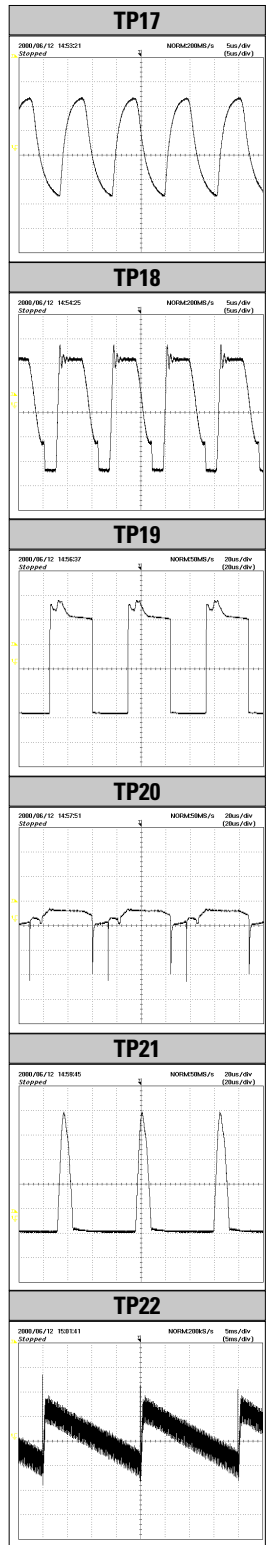 TP17
2000/06/12 14:53:21 NORM:200MS/s 5us/div
Stopped (5us/div)
TP18
2000/06/12 14:54:25 NORM:200MS/s 5us/div
Stopped (5us/div)
TP19
2000/06/12 14:56:37 NORM:50MS/s 20us/div
Stopped (20us/div)
TP20
2000/06/12 14:57:51 NORM:50MS/s 20us/div
Stopped (20us/div)
TP21
2000/06/12 14:59:45 NORM:50MS/s 20us/div
Stopped (20us/div)
TP22
2000/06/12 15:01:41 NORM:200kS/s 5ms/div
Stopped (5ms/div)